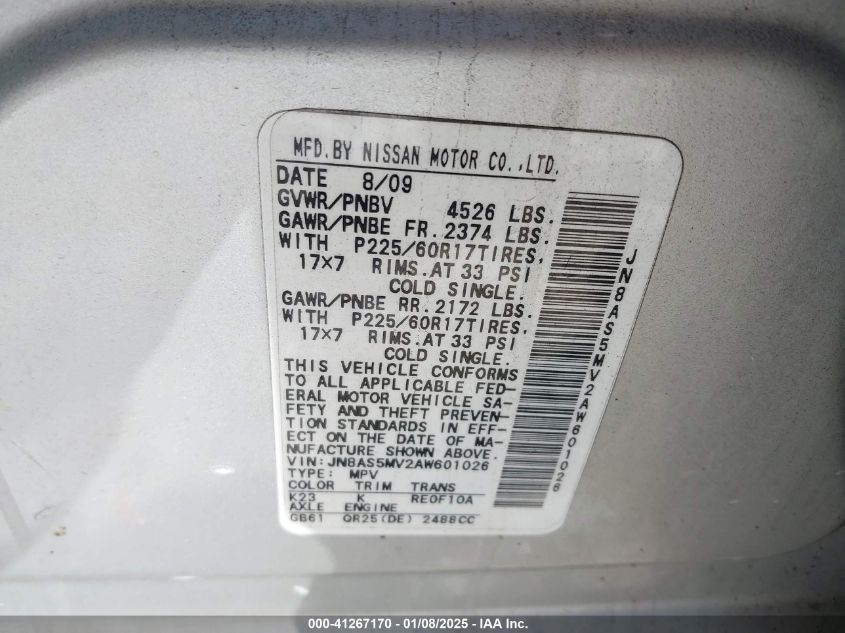 MFD.BY NISSAN MOTOR CO.,LTD.
DATE 8/09
GVWR/PNBV 4526 LBS.
GAWR/PNBE FR. 2374 LBS.
WITH P225/60R17TIRES,
17×7 RIMS.AT 33 PSI
COLD SINGLE.
GAWR/PNBE RR. 2172 LBS.
WITH P225/60R17TIRES,
17×7 RIMS.AT 33 PSI
COLD SINGLE.
THIS VEHICLE CONFORMS
TO ALL APPLICABLE FED-
ERAL MOTOR VEHICLE SA-
FETY AND THEFT PREVEN-
TION STANDARDS IN EFF-
ECT ON THE DATE OF MA-
NUFACTURE SHOWN ABOVE.
VIN:JN8AS5MV2AW601026
TYPE: MPV
COLOR TRIM TRANS
K23 K RE0F10A
AXLE ENGINE
GB61 QR25(DE) 2488CC
JN8AS5MV2AW601026
000-41267170 - 01/08/2025 - IAA Inc.